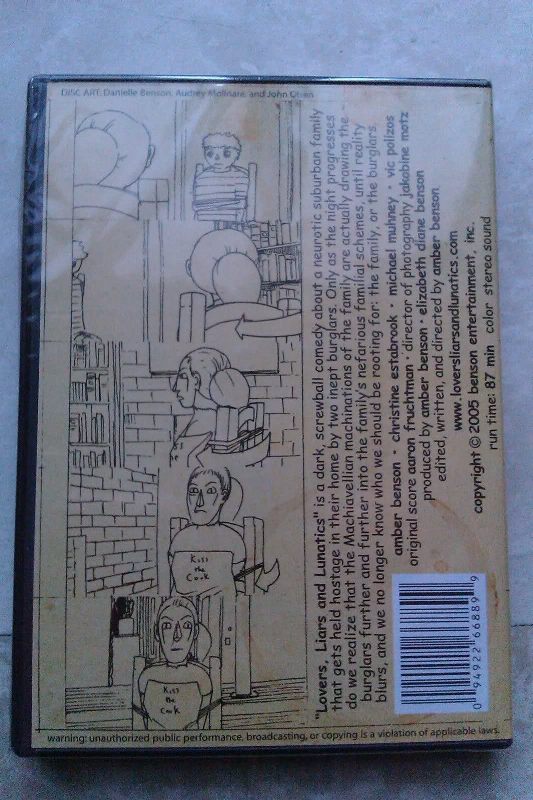 DISC ART: Danielle Benson, Audrey Molinare, and John Olsen
Kiss
the
Cook
Kiss
the
Cook
"Lovers, Liars and Lunatics" is a dark screwball comedy about a neurotic suburban family
that gets held hostage in their home by two inept burglars. Only as the night progresses
do we realize that the Machiavellian machinations of the family are actually drawing the
burglars further and further into the family's nefarious familial schemes, until reality
blurs, and we no longer know who we should be rooting for: the family, or the burglars
amber benson · christine estabrook · michael muhney · vic polizos
original score aaron fruchtman · director of photography jakobine motz
produced by amber benson · elizabeth diane benson
edited, written, and directed by amber benson
www.loversliarsandlunatics.com
copyright © 2005 benson entertainment, inc.
run time: 87 min color stereo sound
0 94922 66889 9
warning: unauthorized public performance, broadcasting, or copying is a violation of applicable laws.